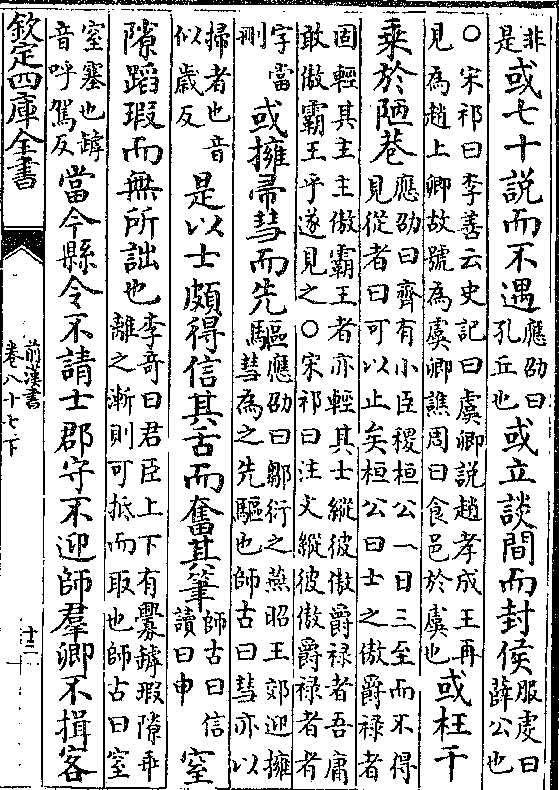 非是或七十説而不遇應劭曰孔丘也或立談間而封侯服虔曰薛公也
○宋祁曰李善云史記曰虞卿説趙孝成王再見為趙上卿故號為虞卿譙周曰食邑於虞也或枉千
乘於陋巷應劭曰齊有小臣稷桓公一日三至而不得見從者曰可以止矣桓公曰士之傲爵禄者
固輕其主主傲霸王者亦輕其士縱彼傲爵禄者吾庸敢傲霸王乎遂見之○宋祁曰注文縱彼傲爵禄者者
字當刪或擁帚彗而先驅應劭曰鄒衍之燕昭王郊迎擁彗為之先驅也師古曰彗亦以
掃者也音似歲反是以士頗得信其舌而奮其筆師古曰信讀曰申窒
隙蹈瑕而無所詘也李奇曰君臣上下有釁罅瑕隙乖離之漸則可抵而取也師古曰窒
窒塞也罅音呼駕反當今縣令不請士郡守不迎師羣卿不揖客
欽定四庫全書
前漢書
卷八十七下
十三